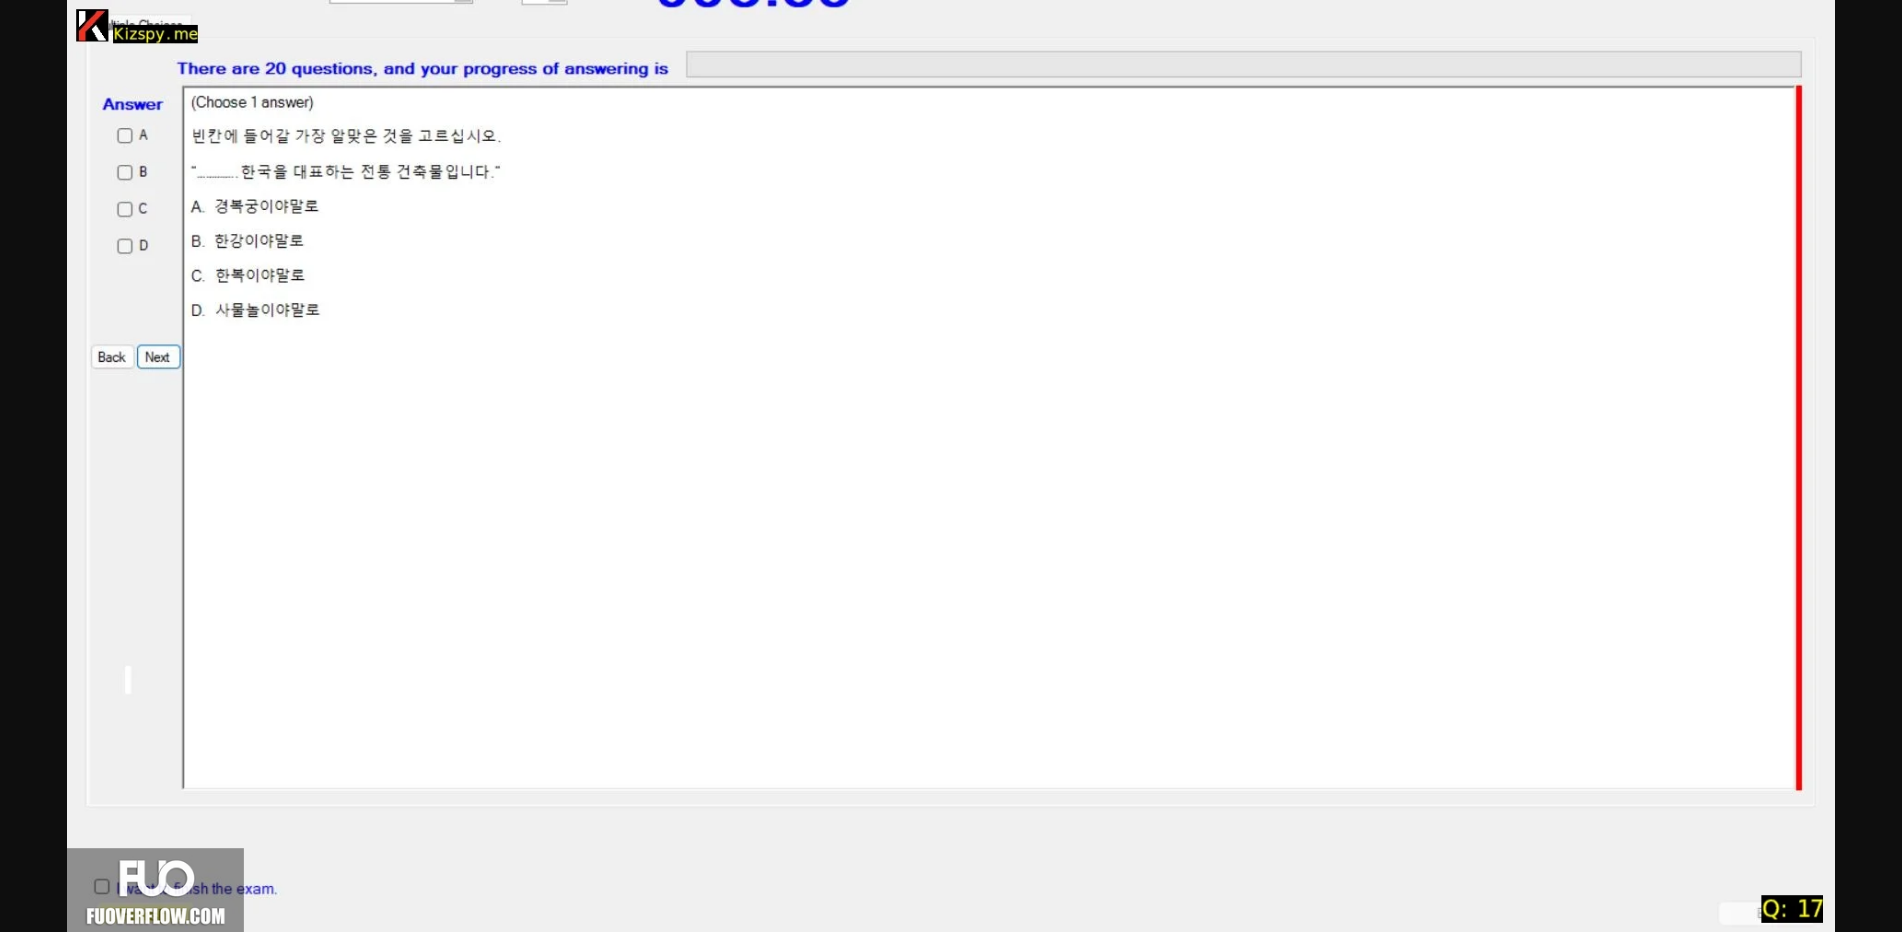 Kizspy.me
There are 20 questions, and your progress of answering is
Answer
(Choose 1 answer)
A
빈칸에 들어갈 가장 알맞은 것을 고르십시오.
B
"............. 한국을 대표하는 전통 건축물입니다."
C
A. 경복궁이야말로
D
B. 한강이야말로
C. 한복이야말로
D. 사물놀이야말로
Back Next
FUO
finish the exam.
FUOVERFLOW.COM
Q: 17